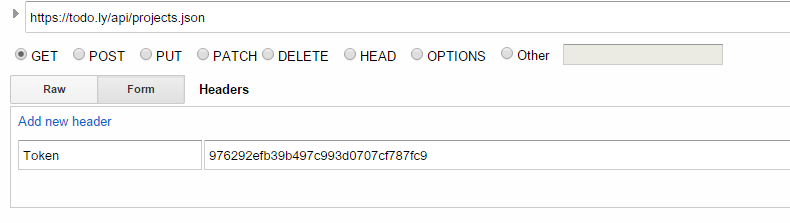 https://todo.ly/api/projects.json
GET POST PUT PATCH DELETE HEAD OPTIONS Other
Raw Form Headers
Add new header
Token 976292efb39b497c993d0707cf787fc9